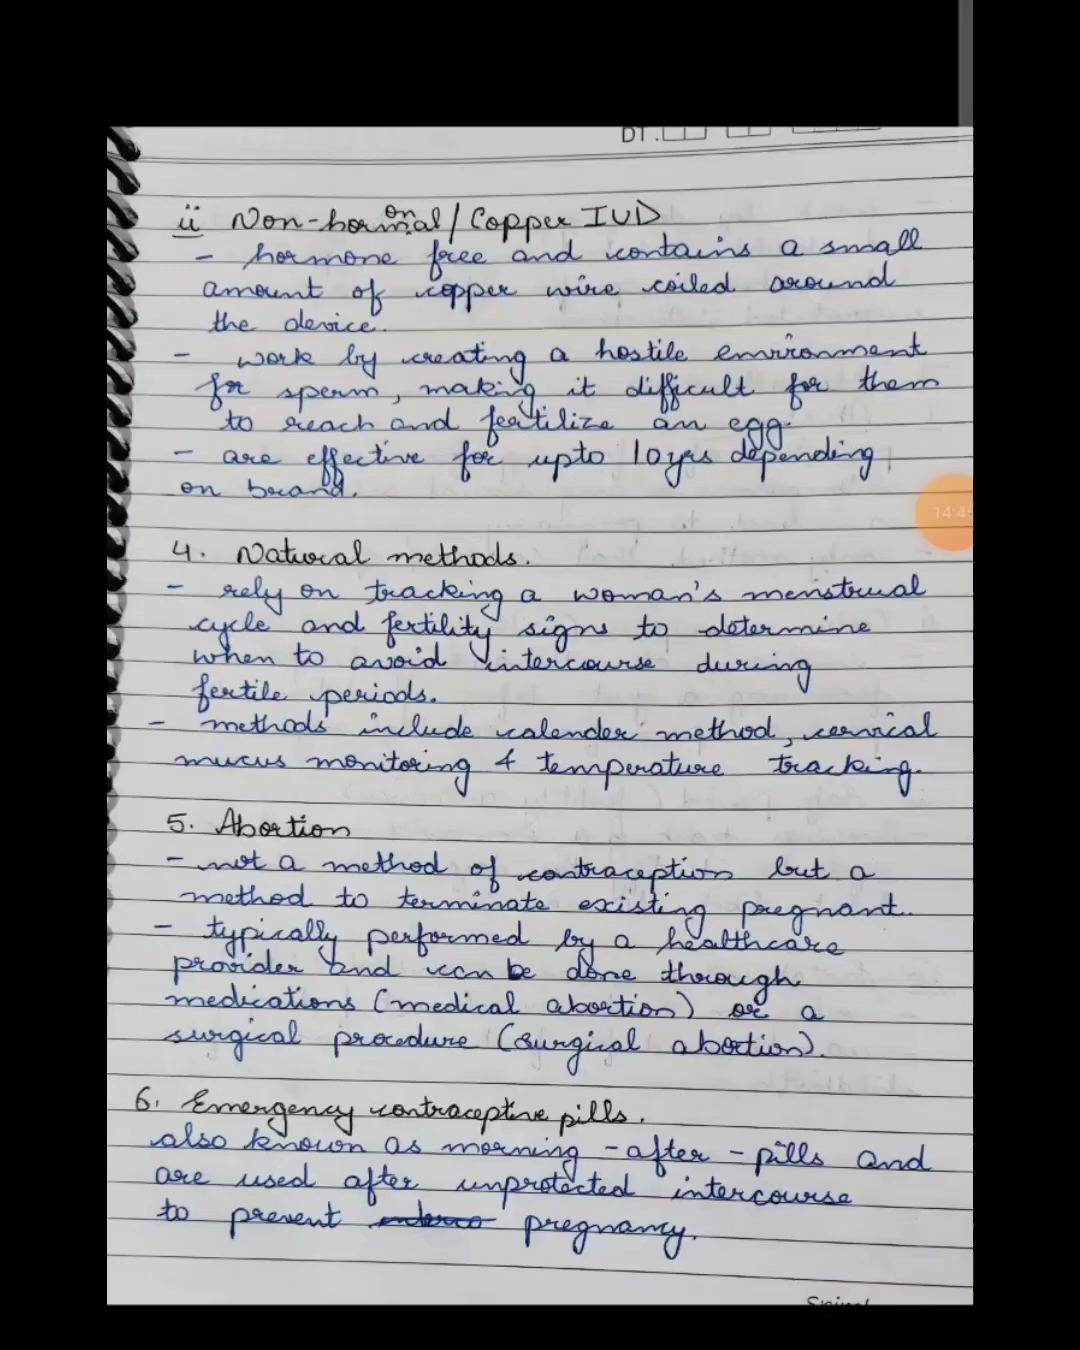 DT.
ii Non-hormonal/Copper IUD
- hormone free and contains a small
amount of copper wire coiled around
the device.
- work by creating a hostile environment
for sperm, making it difficult for them
to reach and fertilize an egg.
- are effective for upto 10yrs depending
on brand.
14:45
4. Natural methods.
- rely on tracking a woman's menstrual
cycle and fertility signs to determine
when to avoid intercourse during
fertile periods.
- methods include calender method, cervical
mucus monitoring & temperature tracking.
5. Abortion
- not a method of contraception but a
method to terminate existing pregnant.
- typically performed by a healthcare
provider and can be done through
medications (medical abortion) or a
surgical procedure (surgical abortion).
6. Emergency contraceptive pills.
also known as morning-after-pills and
are used after unprotected intercourse
to prevent pregnancy.